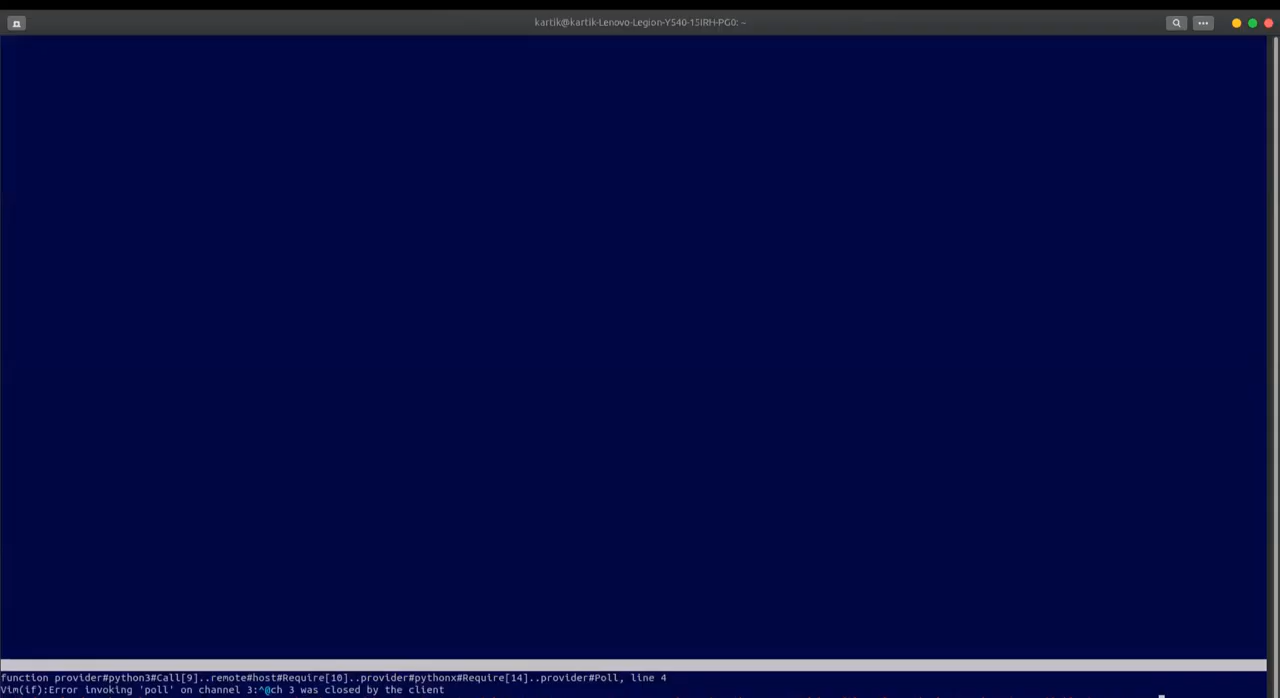 kartik@kartik-Lenovo-Legion-Y540-15IRH-PG0: ~
function provider#python3#Call[9]..remote#host#Require[10]..provider#pythonx#Require[14]..provider#Poll, line 4
Vim(if):Error invoking 'poll' on channel 3:^@ch 3 was closed by the client